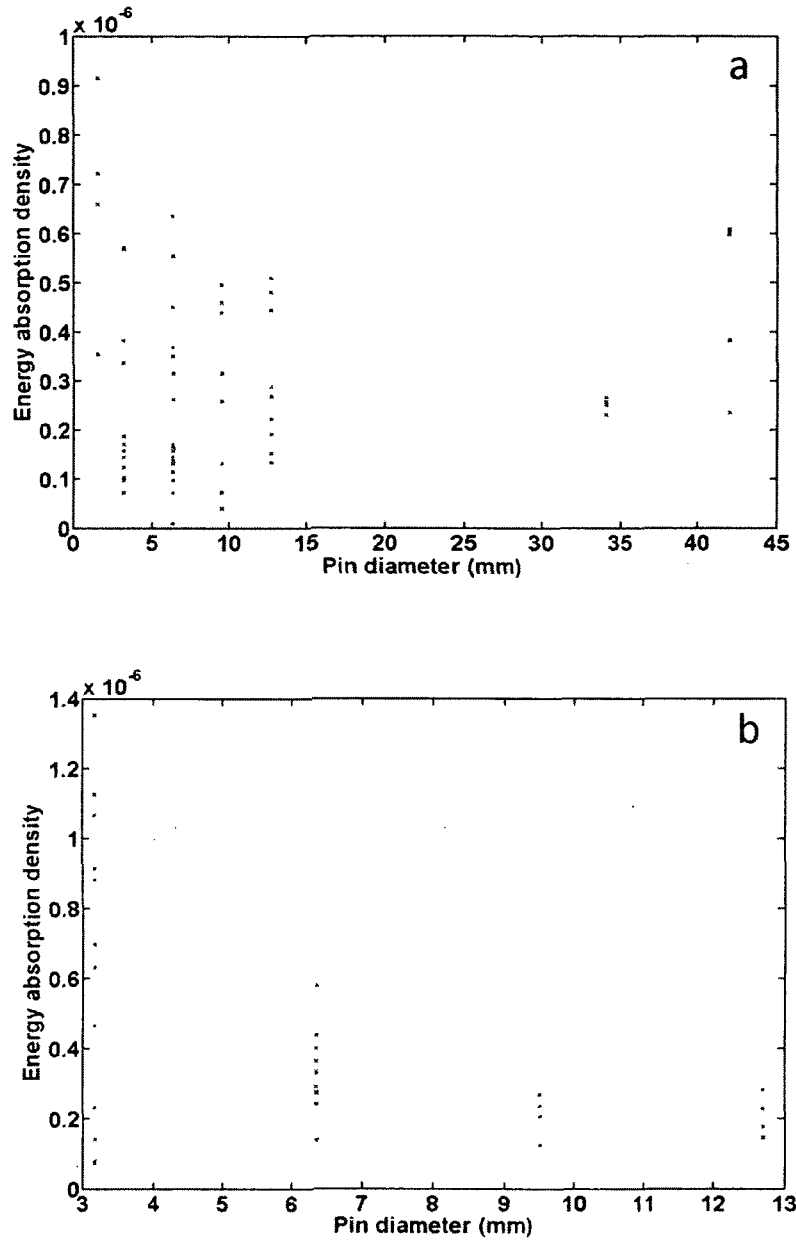 x 10-6
1
a
0.9
0.8
0.7
0.6
0.5
0.4
0.3
0.2
0.1
0
Energy absorption density
0 5 10 15 20 25 30 35 40 45
Pin diameter (mm)
x 10-6
1.4
b
1.2
1
0.8
0.6
0.4
0.2
0
Energy absorption density
3 4 5 6 7 8 9 10 11 12 13
Pin diameter (mm)